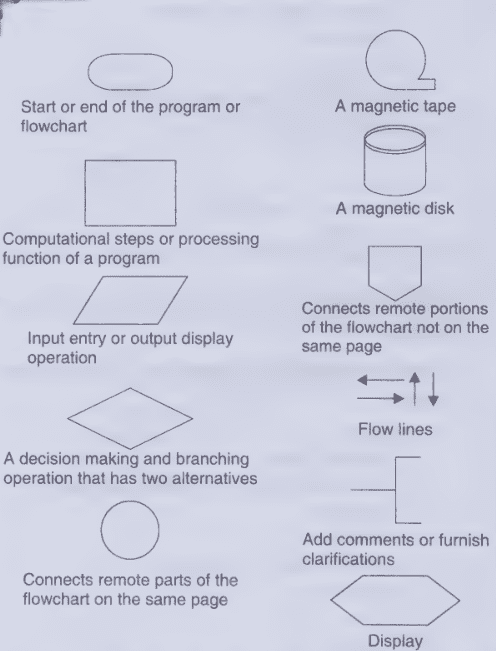 Start or end of the program or
flowchart
Computational steps or processing
function of a program
Input entry or output display
operation
A decision making and branching
operation that has two alternatives
Connects remote parts of the
flowchart on the same page
A magnetic tape
A magnetic disk
Connects remote portions
of the flowchart not on the
same page
Flow lines
Add comments or furnish
clarifications
Display